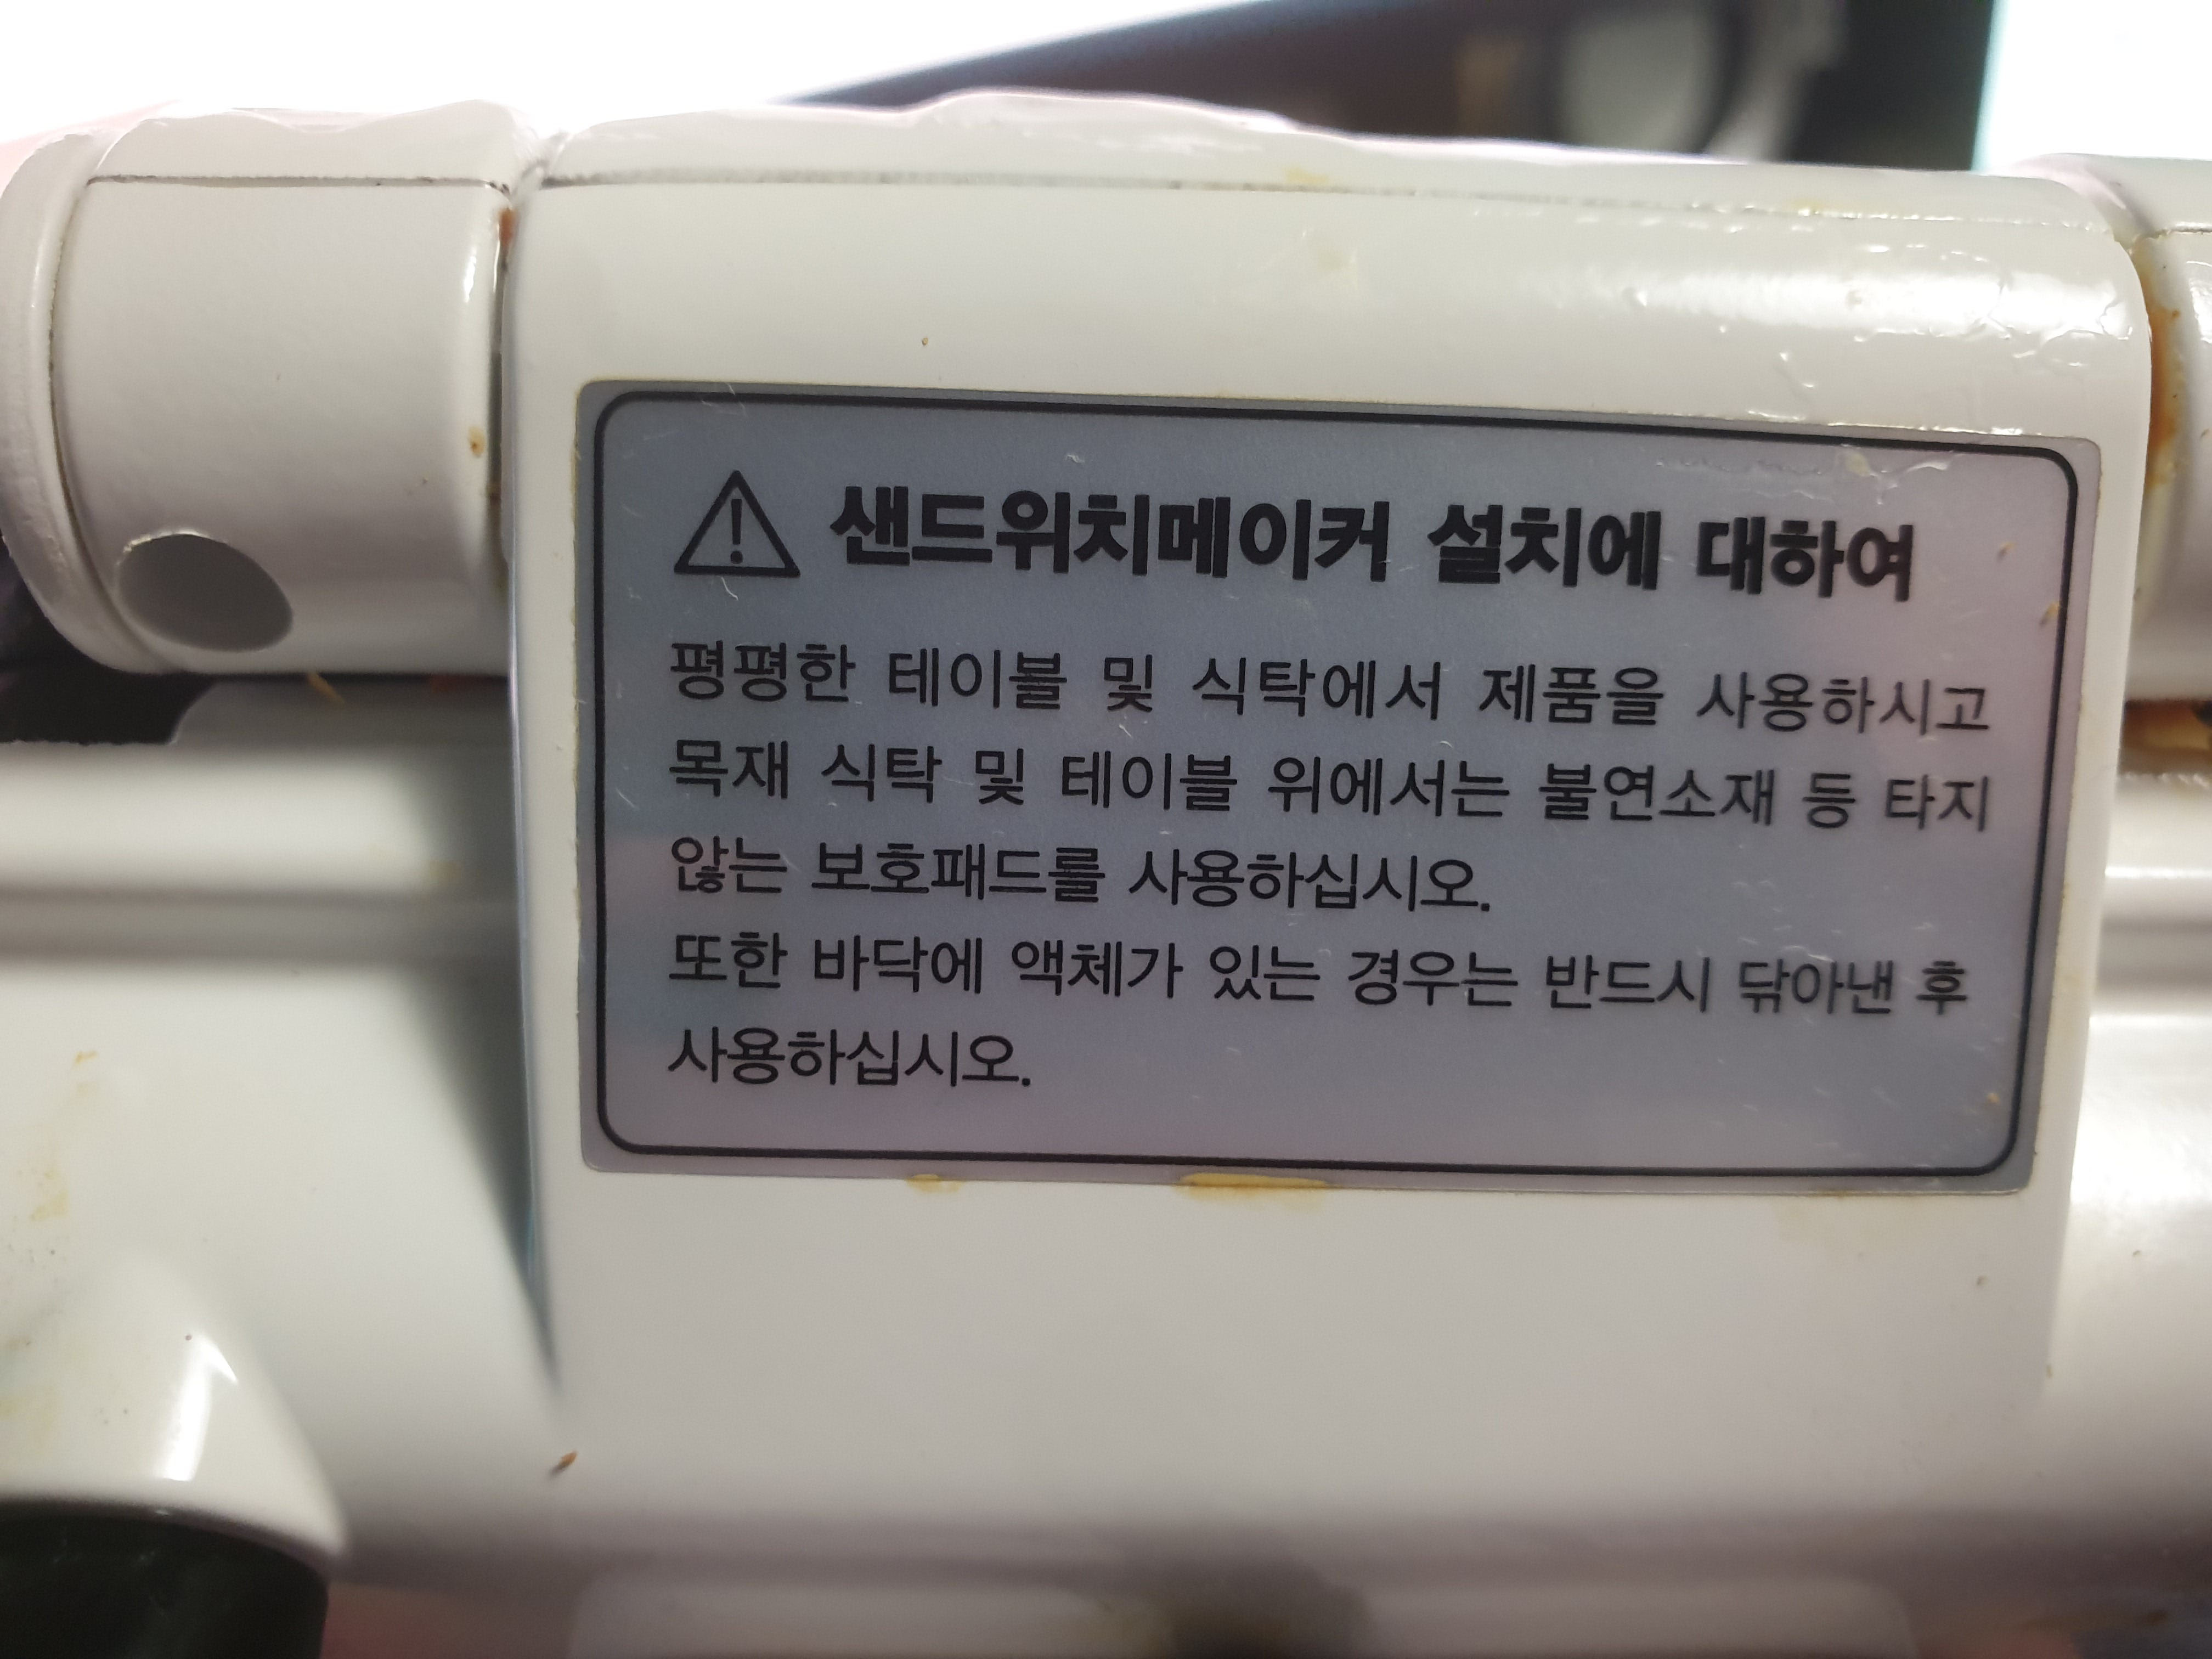 샌드위치메이커 설치에 대하여
평평한 테이블 및 식탁에서 제품을 사용하시고
목재 식탁 및 테이블 위에서는 불연소재 등 타지
않는 보호패드를 사용하십시오.
또한 바닥에 액체가 있는 경우는 반드시 닦아낸 후
사용하십시오.